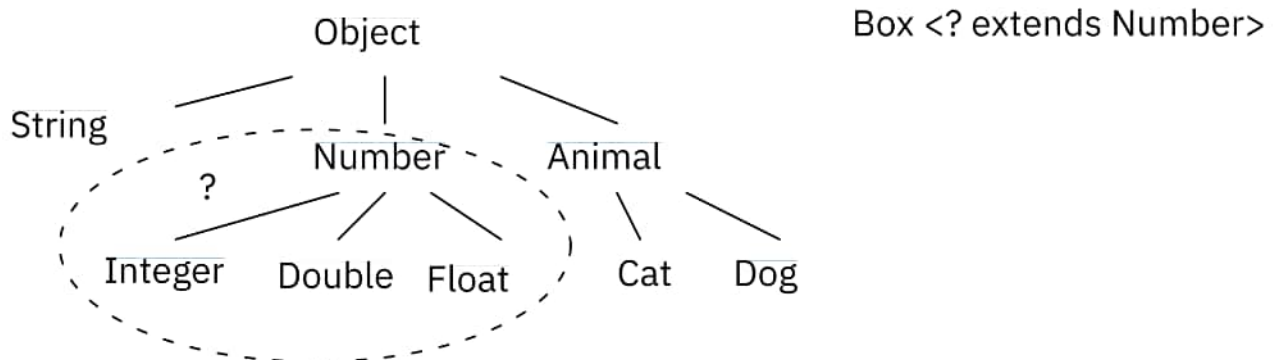 Object
Box <? extends Number>
String
Number
Animal
?
Integer
Double
Float
Cat
Dog